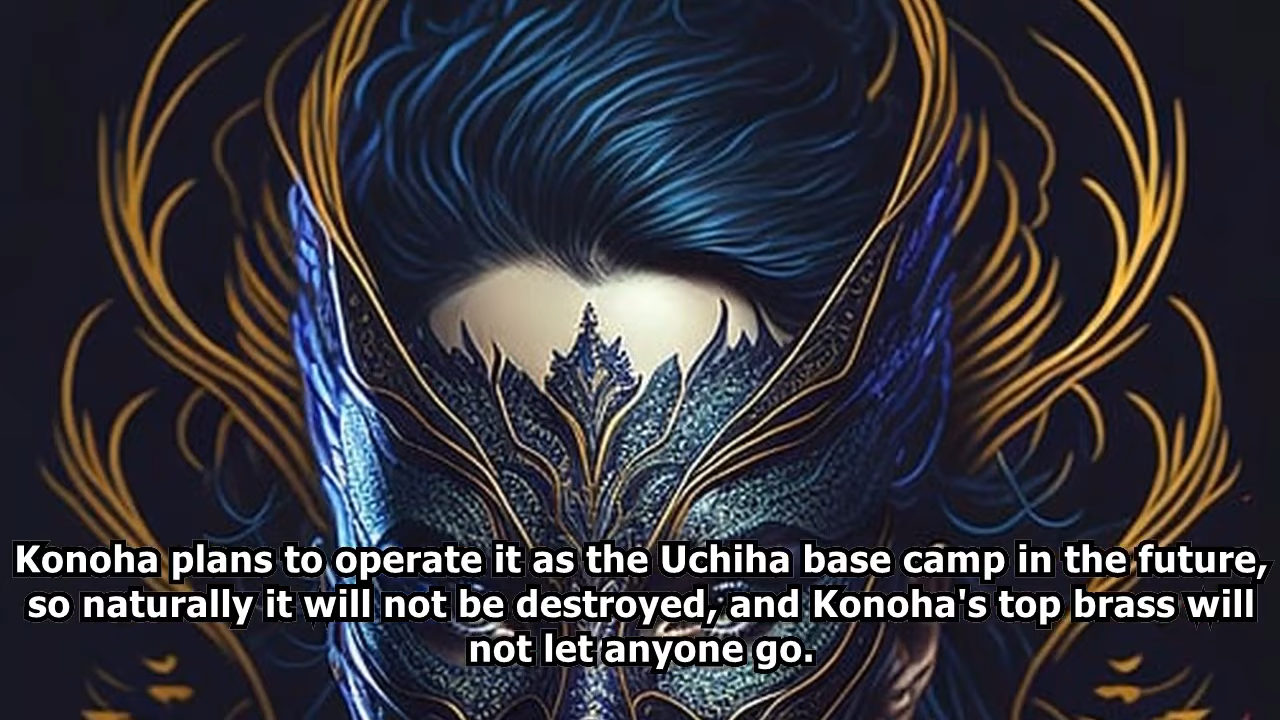 Konoha plans to operate it as the Uchiha base camp in the future,
so naturally it will not be destroyed, and Konoha's top brass will
not let anyone go.